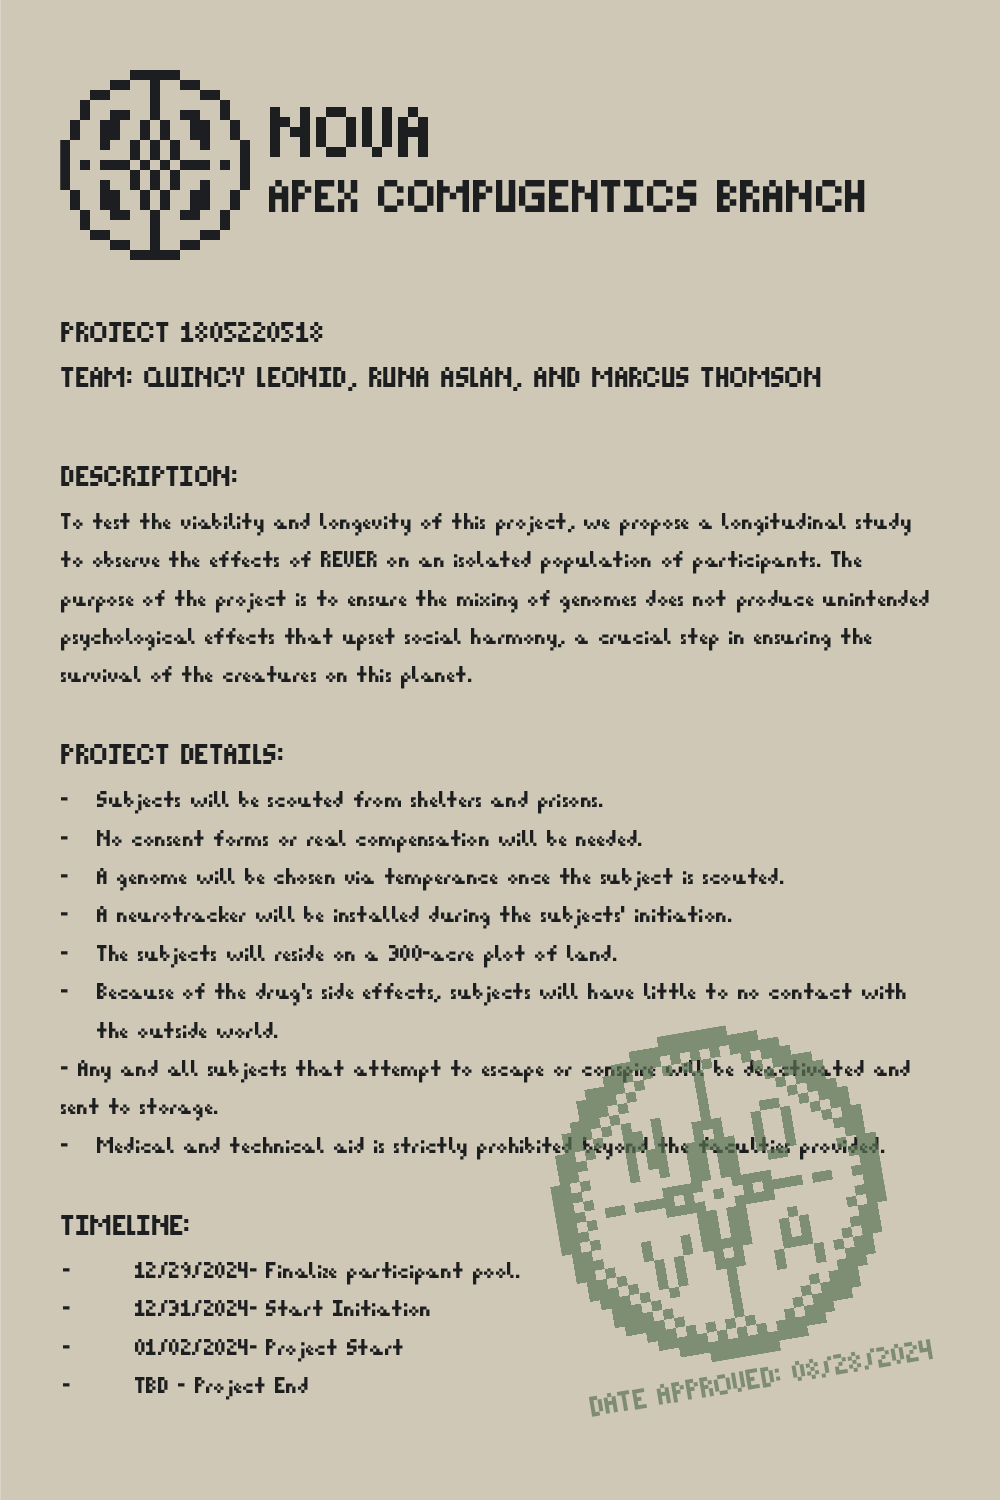 NOVA
APEX COMPUGENTICS BRANCH
PROJECT 1805220518
TEAM: QUINCY LEONID, RUNA ASLAN, AND MARCUS THOMSON
DESCRIPTION:
To test the viability and longevity of this project, we propose a longitudinal study
to observe the effects of REVER on an isolated population of participants. The
purpose of the project is to ensure the mixing of genomes does not produce unintended
psychological effects that upset social harmony, a crucial step in ensuring the
survival of the creatures on this planet.
PROJECT DETAILS:
- Subjects will be scouted from shelters and prisons.
- No consent forms or real compensation will be needed.
- A genome will be chosen via temperance once the subject is scouted.
- A neurotracker will be installed during the subjects' initiation.
- The subjects will reside on a 300-acre plot of land.
- Because of the drug's side effects, subjects will have little to no contact with
the outside world.
- Any and all subjects that attempt to escape or conspire will be deactivated and
sent to storage.
- Medical and technical aid is strictly prohibited beyond the faculties provided.
TIMELINE:
- 12/29/2024- Finalize participant pool.
- 12/31/2024- Start Initiation
- 01/02/2024- Project Start
- TBD - Project End
NO
VA
DATE APPROVED: 08/28/2024